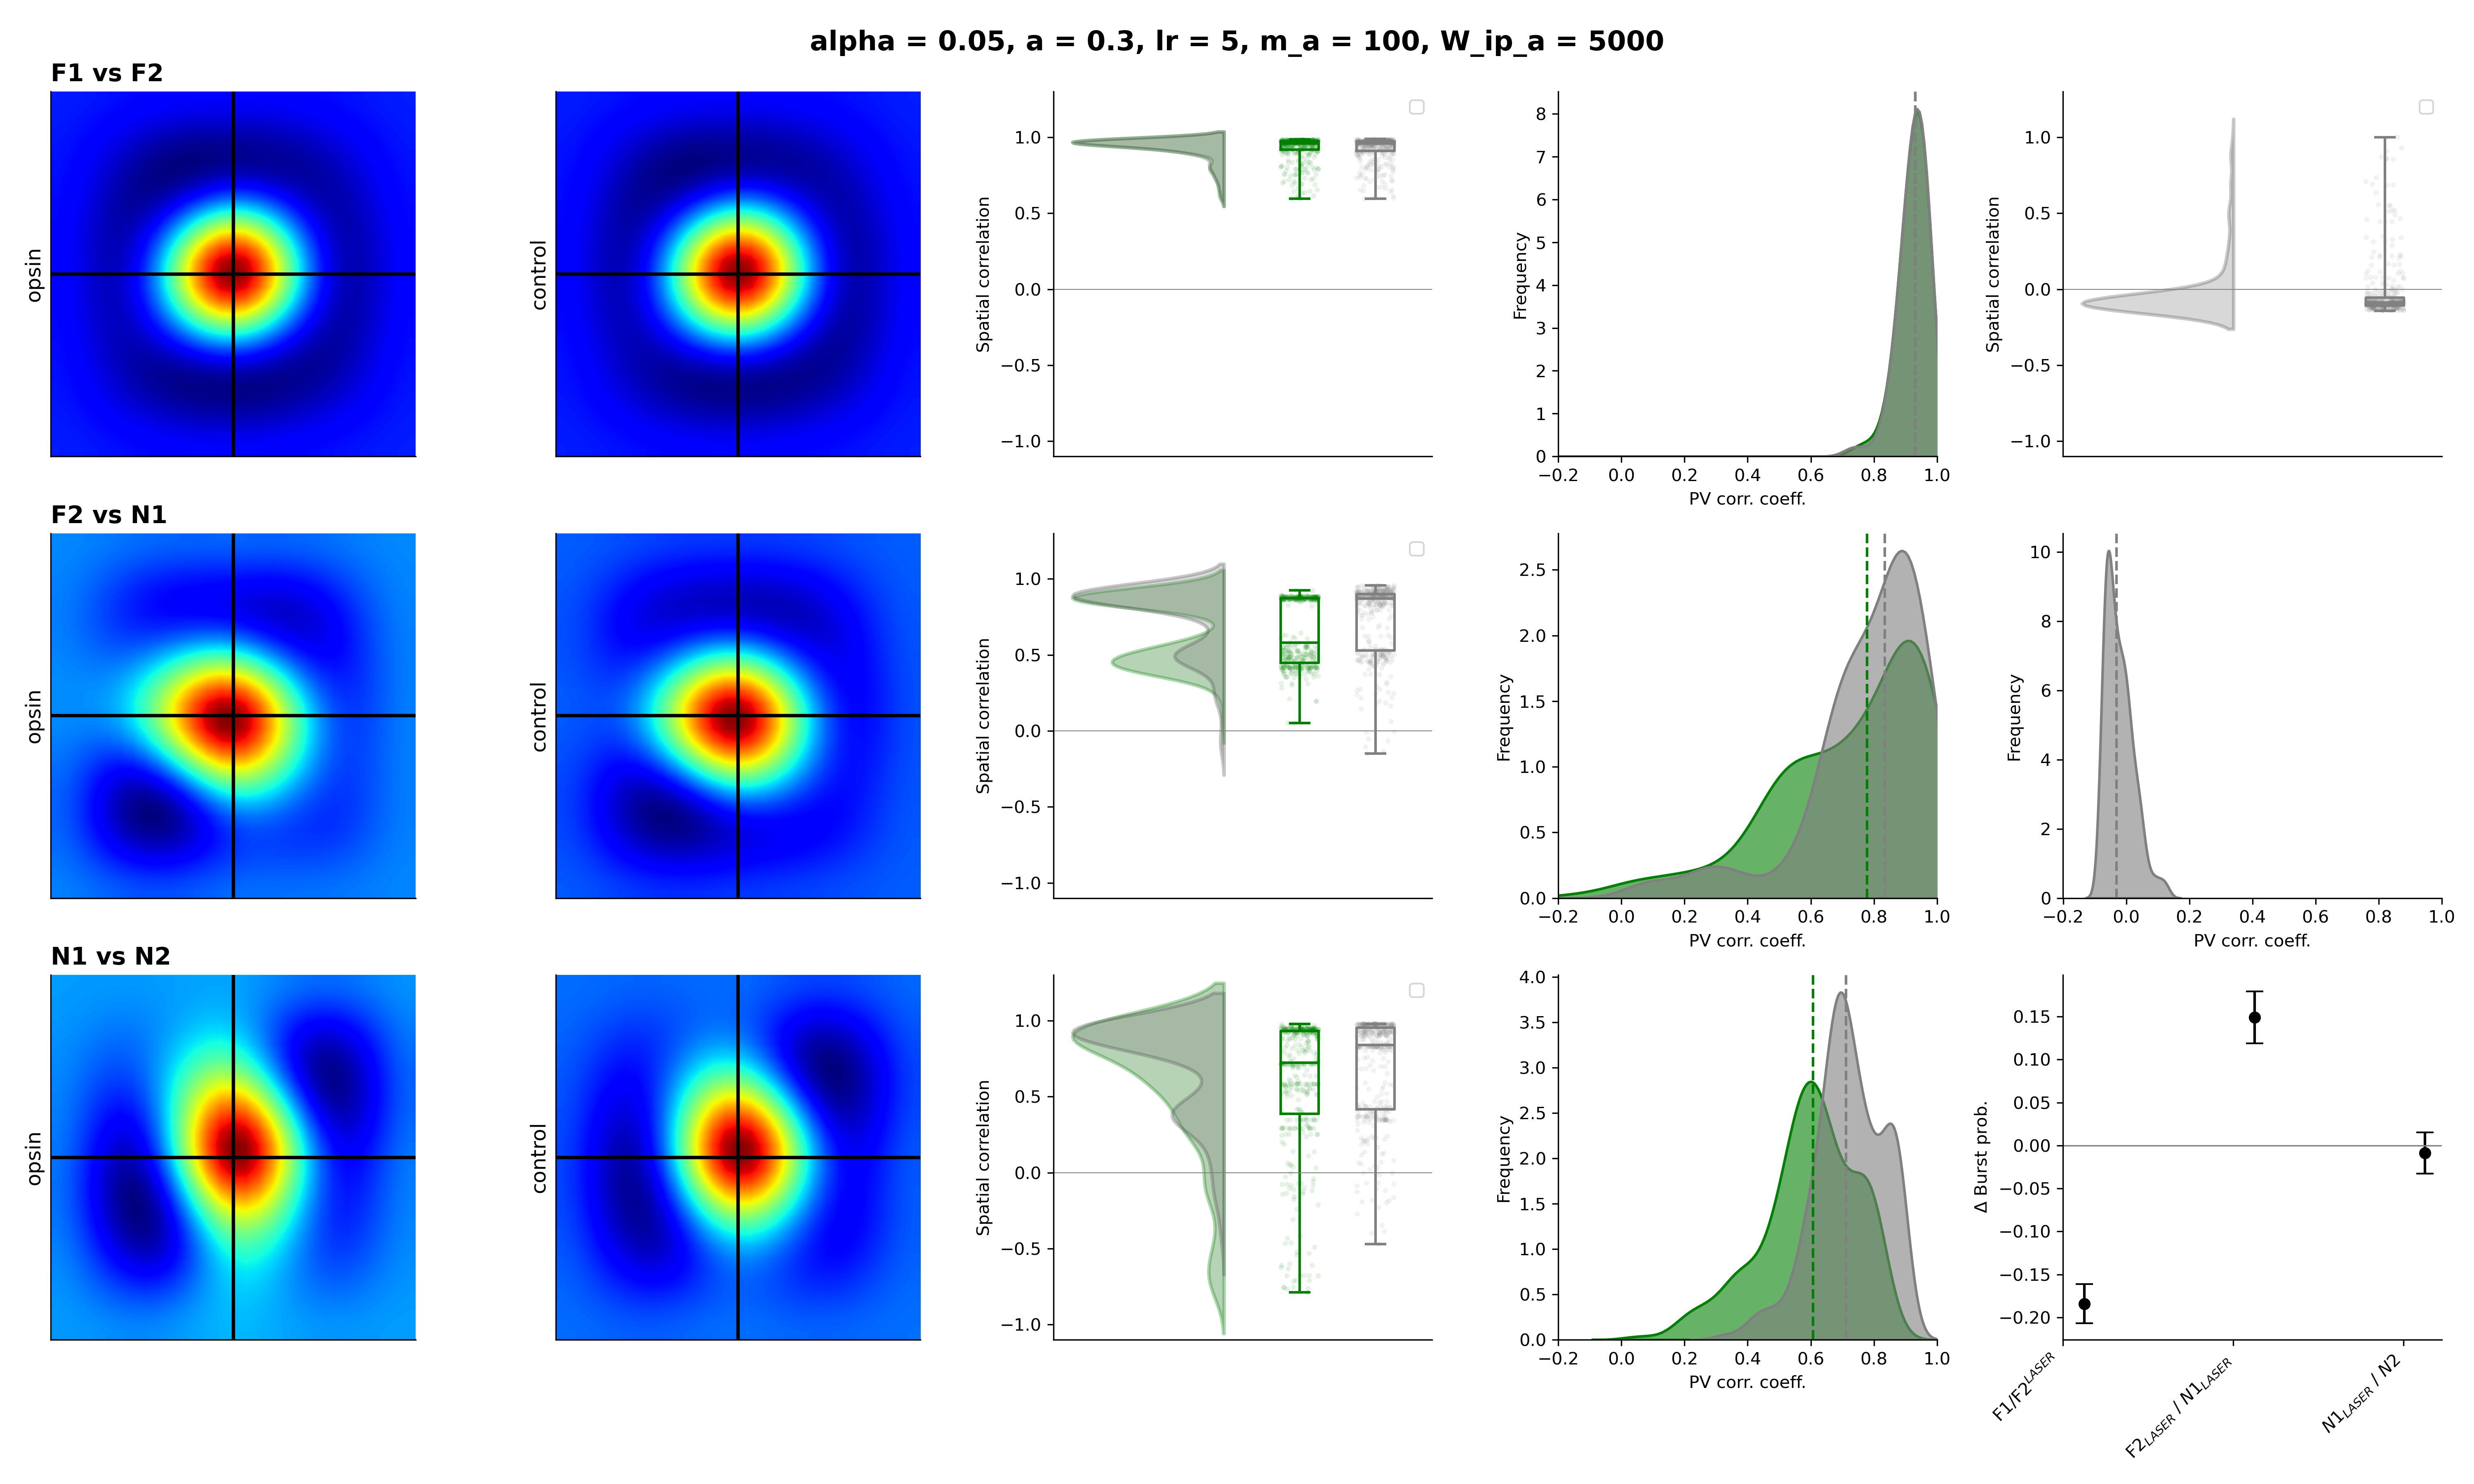 alpha = 0.05, a = 0.3, lr = 5, m_a = 100, W_ip_a = 5000
F1 vs F2
opsin
control
Spatial correlation
1.0
0.5
0.0
−0.5
−1.0
Frequency
8
7
6
5
4
3
2
1
0
−0.2 0.0 0.2 0.4 0.6 0.8 1.0
PV corr. coeff.
Spatial correlation
1.0
0.5
0.0
−0.5
−1.0
F2 vs N1
opsin
control
Spatial correlation
1.0
0.5
0.0
−0.5
−1.0
Frequency
2.5
2.0
1.5
1.0
0.5
0.0
−0.2 0.0 0.2 0.4 0.6 0.8 1.0
PV corr. coeff.
Frequency
10
8
6
4
2
0
−0.2 0.0 0.2 0.4 0.6 0.8 1.0
PV corr. coeff.
N1 vs N2
opsin
control
Spatial correlation
1.0
0.5
0.0
−0.5
−1.0
Frequency
4.0
3.5
3.0
2.5
2.0
1.5
1.0
0.5
0.0
−0.2 0.0 0.2 0.4 0.6 0.8 1.0
PV corr. coeff.
Δ Burst prob.
0.15
0.10
0.05
0.00
−0.05
−0.10
−0.15
−0.20
F1/F2^LASER
F2_LASER / N1_LASER
N1_LASER / N2